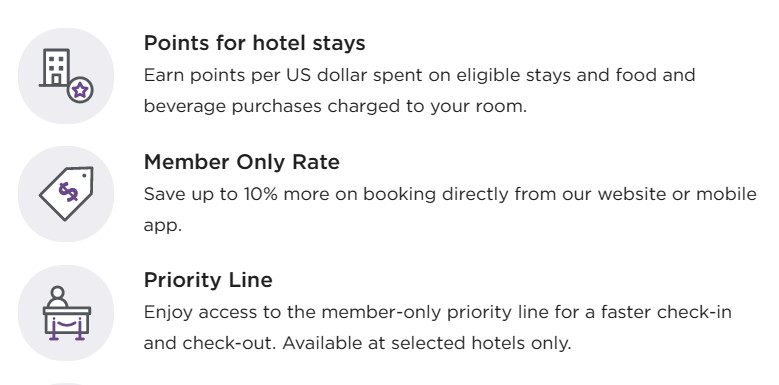 Points for hotel stays
Earn points per US dollar spent on eligible stays and food and
beverage purchases charged to your room.
Member Only Rate
Save up to 10% more on booking directly from our website or mobile
app.
Priority Line
Enjoy access to the member-only priority line for a faster check-in
and check-out. Available at selected hotels only.